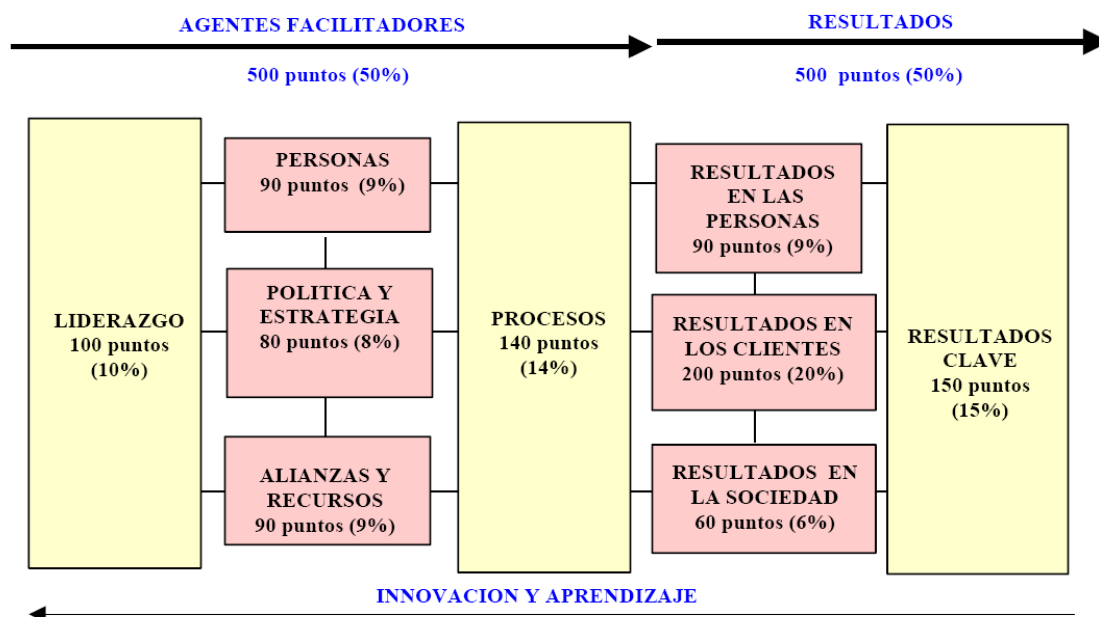 AGENTES FACILITADORES
RESULTADOS
500 puntos (50%)
500 puntos (50%)
LIDERAZGO
100 puntos
(10%)
PERSONAS
90 puntos (9%)
POLITICA Y
ESTRATEGIA
80 puntos (8%)
ALIANZAS Y
RECURSOS
90 puntos (9%)
PROCESOS
140 puntos
(14%)
RESULTADOS
EN LAS
PERSONAS
90 puntos (9%)
RESULTADOS EN
LOS CLIENTES
200 puntos (20%)
RESULTADOS EN
LA SOCIEDAD
60 puntos (6%)
RESULTADOS
CLAVE
150 puntos
(15%)
INNOVACION Y APRENDIZAJE